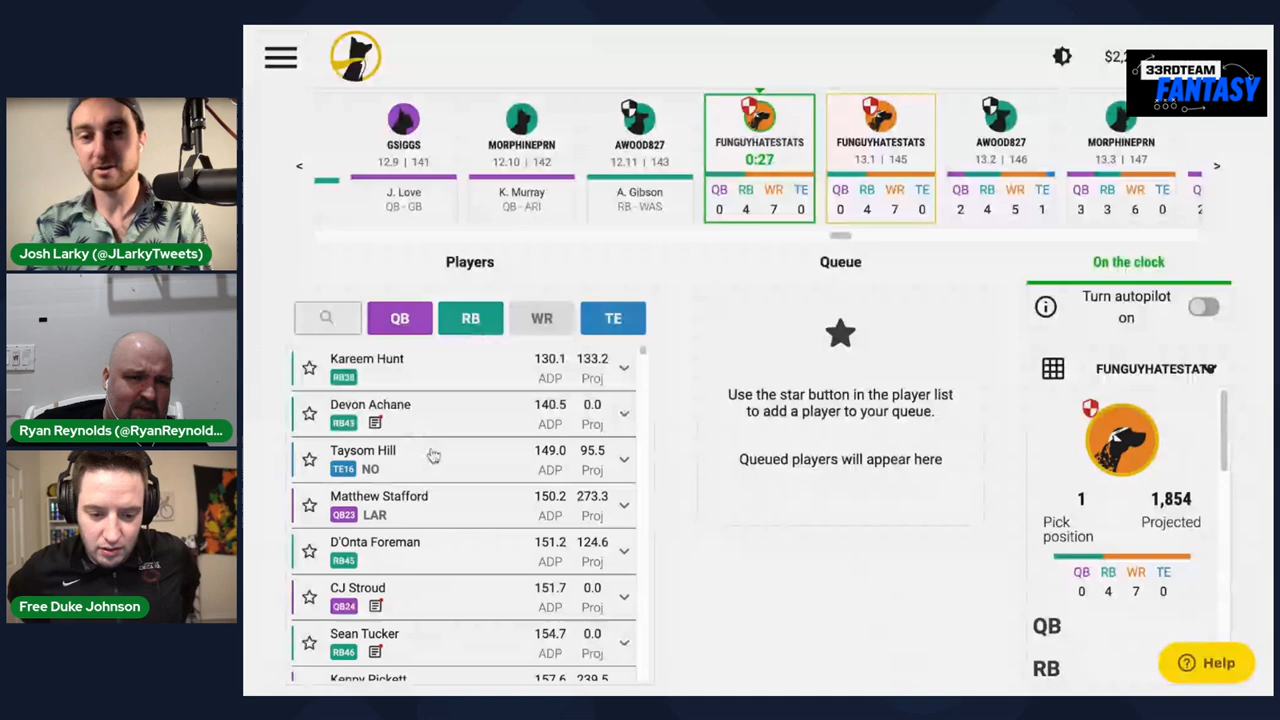 33RDTEAM
FANTASY
$2,2
GSIGGS
12.9 | 141
J. Love
QB - GB
MORPHINEPRN
12.10 | 142
K. Murray
QB - ARI
AWOOD827
12.11 | 143
A. Gibson
RB - WAS
FUNGUYHATESTATS
0:27
QB RB WR TE
0 4 7 0
FUNGUYHATESTATS
13.1 | 145
QB RB WR TE
0 4 7 0
AWOOD827
13.2 | 146
QB RB WR TE
2 4 5 1
MORPHINEPRN
13.3 | 147
QB RB WR TE
3 3 6 0
<
>
Josh Larky (@JLarkyTweets)
Ryan Reynolds (@RyanReynold...
Free Duke Johnson
Players
QB RB WR TE
Kareem Hunt 130.1 133.2
RB38 ADP Proj
Devon Achane 140.5 0.0
RB43 ADP Proj
Taysom Hill 149.0 95.5
TE16 NO ADP Proj
Matthew Stafford 150.2 273.3
QB23 LAR ADP Proj
D'Onta Foreman 151.2 124.6
RB45 ADP Proj
CJ Stroud 151.7 0.0
QB24 ADP Proj
Sean Tucker 154.7 0.0
RB46 ADP Proj
Kenny Pickett 157.6 239.5
Queue
Use the star button in the player list
to add a player to your queue.
Queued players will appear here
On the clock
Turn autopilot
on
FUNGUYHATESTATS
1 1,854
Pick Projected
position
QB RB WR TE
0 4 7 0
QB
RB
Help